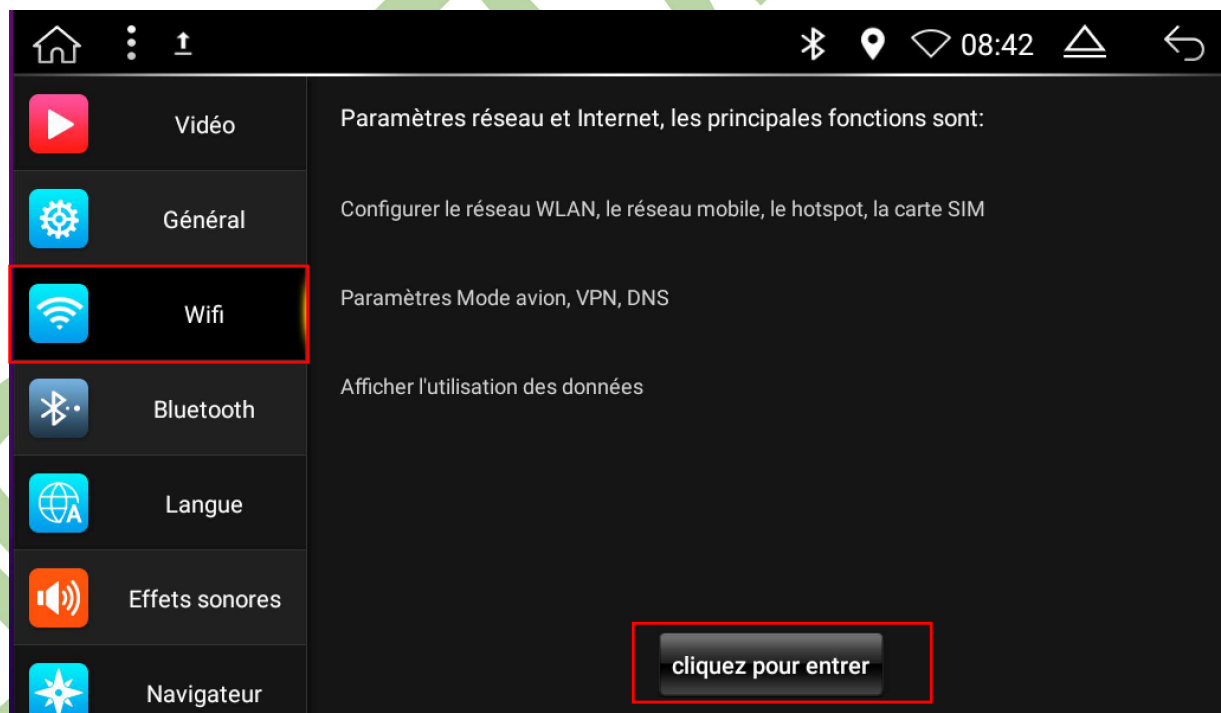 08:42
Vidéo
Général
Wifi
Bluetooth
Langue
Effets sonores
Navigateur
Paramètres réseau et Internet, les principales fonctions sont:
Configurer le réseau WLAN, le réseau mobile, le hotspot, la carte SIM
Paramètres Mode avion, VPN, DNS
Afficher l'utilisation des données
cliquez pour entrer